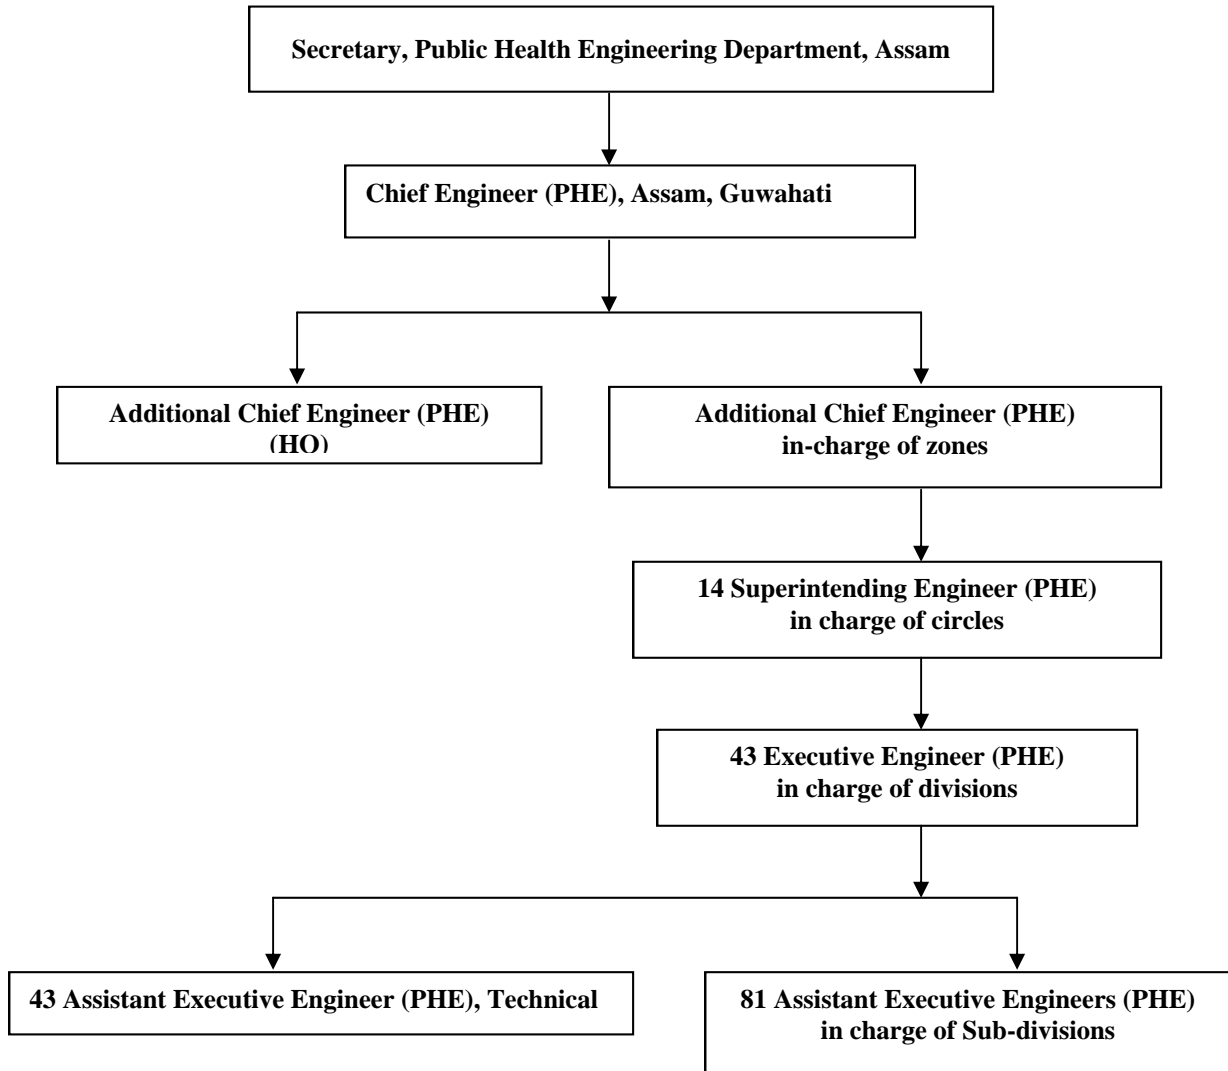 Secretary, Public Health Engineering Department, Assam
Chief Engineer (PHE), Assam, Guwahati
Additional Chief Engineer (PHE)
(HO)
Additional Chief Engineer (PHE)
in-charge of zones
14 Superintending Engineer (PHE)
in charge of circles
43 Executive Engineer (PHE)
in charge of divisions
43 Assistant Executive Engineer (PHE), Technical
81 Assistant Executive Engineers (PHE)
in charge of Sub-divisions